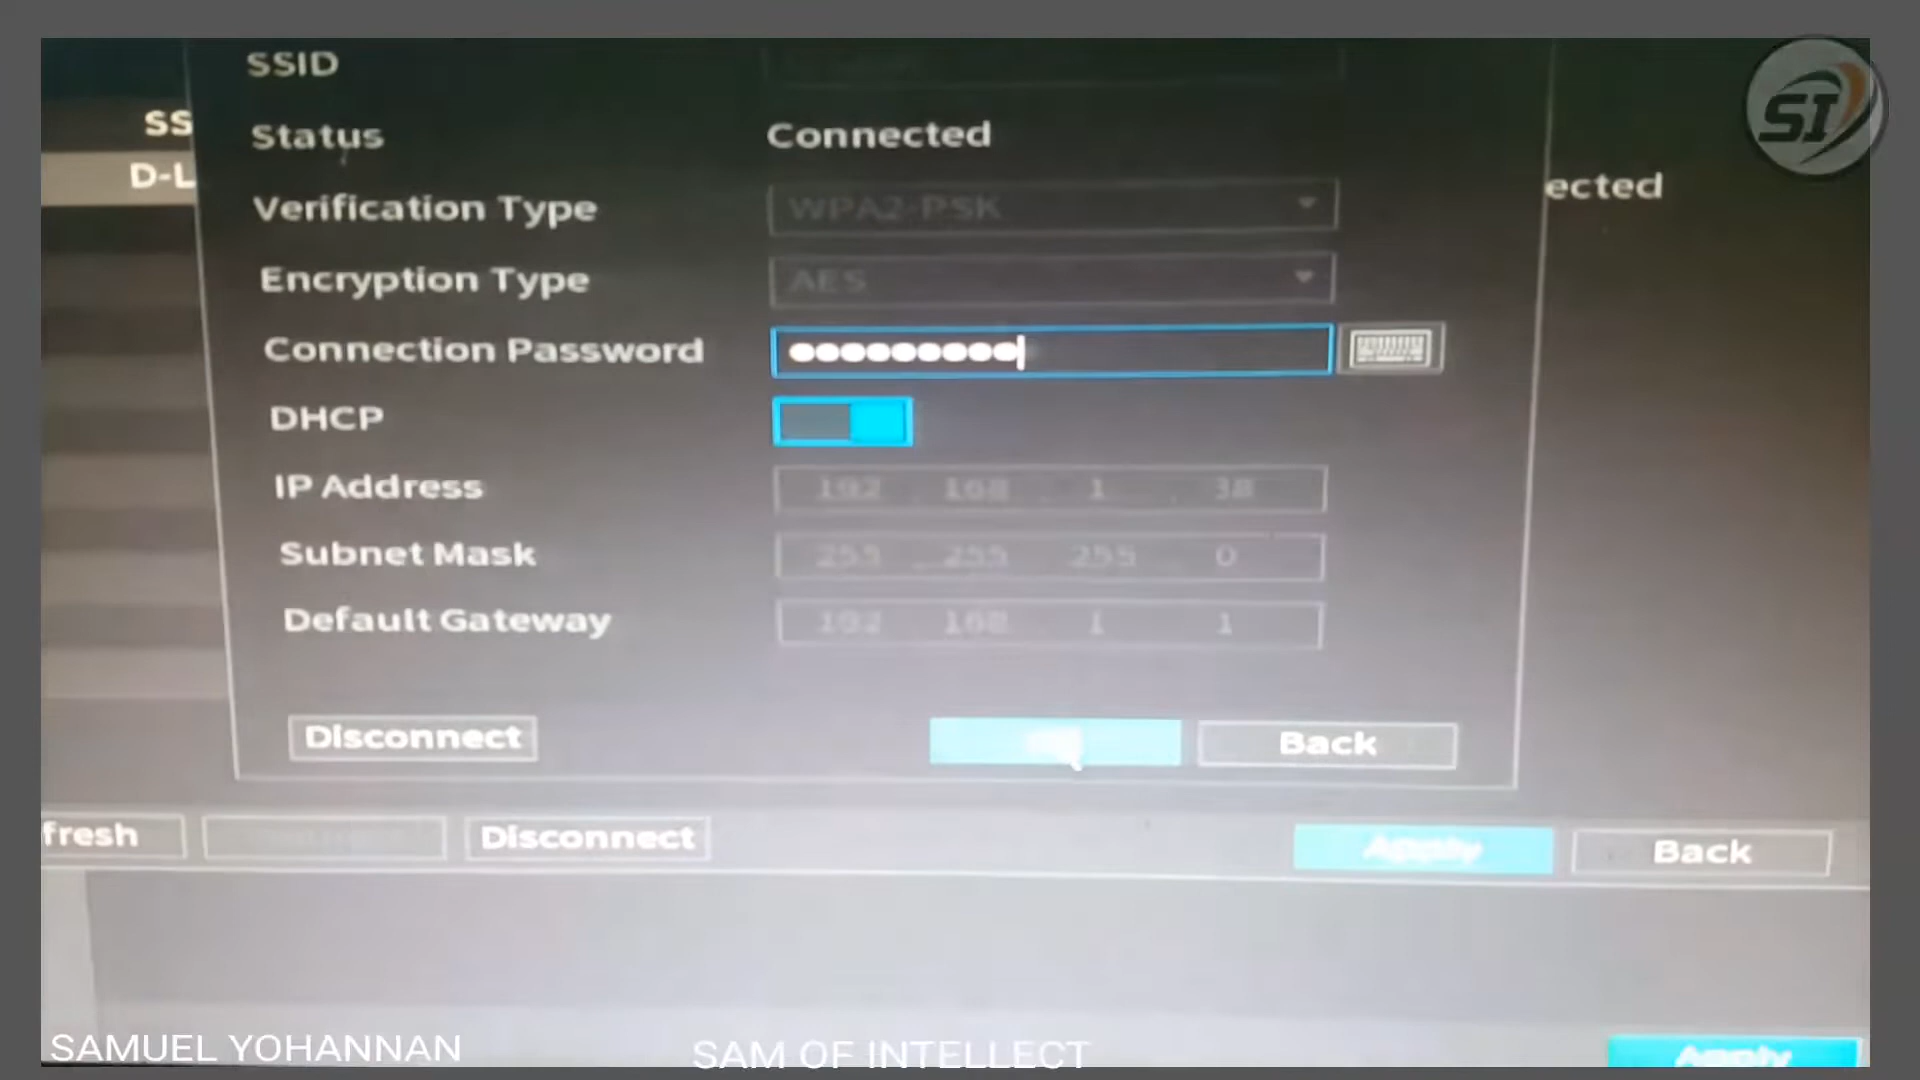 SSID
SS
Status Connected
D-L
ected
Verification Type WPA2-PSK
Encryption Type AES
Connection Password ●●●●●●●●●
DHCP
IP Address 192 . 168 . 1 . 38
Subnet Mask 255 . 255 . 255 . 0
Default Gateway 192 168 1 1
Disconnect Back
fresh Disconnect Apply Back
SAMUEL YOHANNAN SAM OF INTELLECT Apply
SI